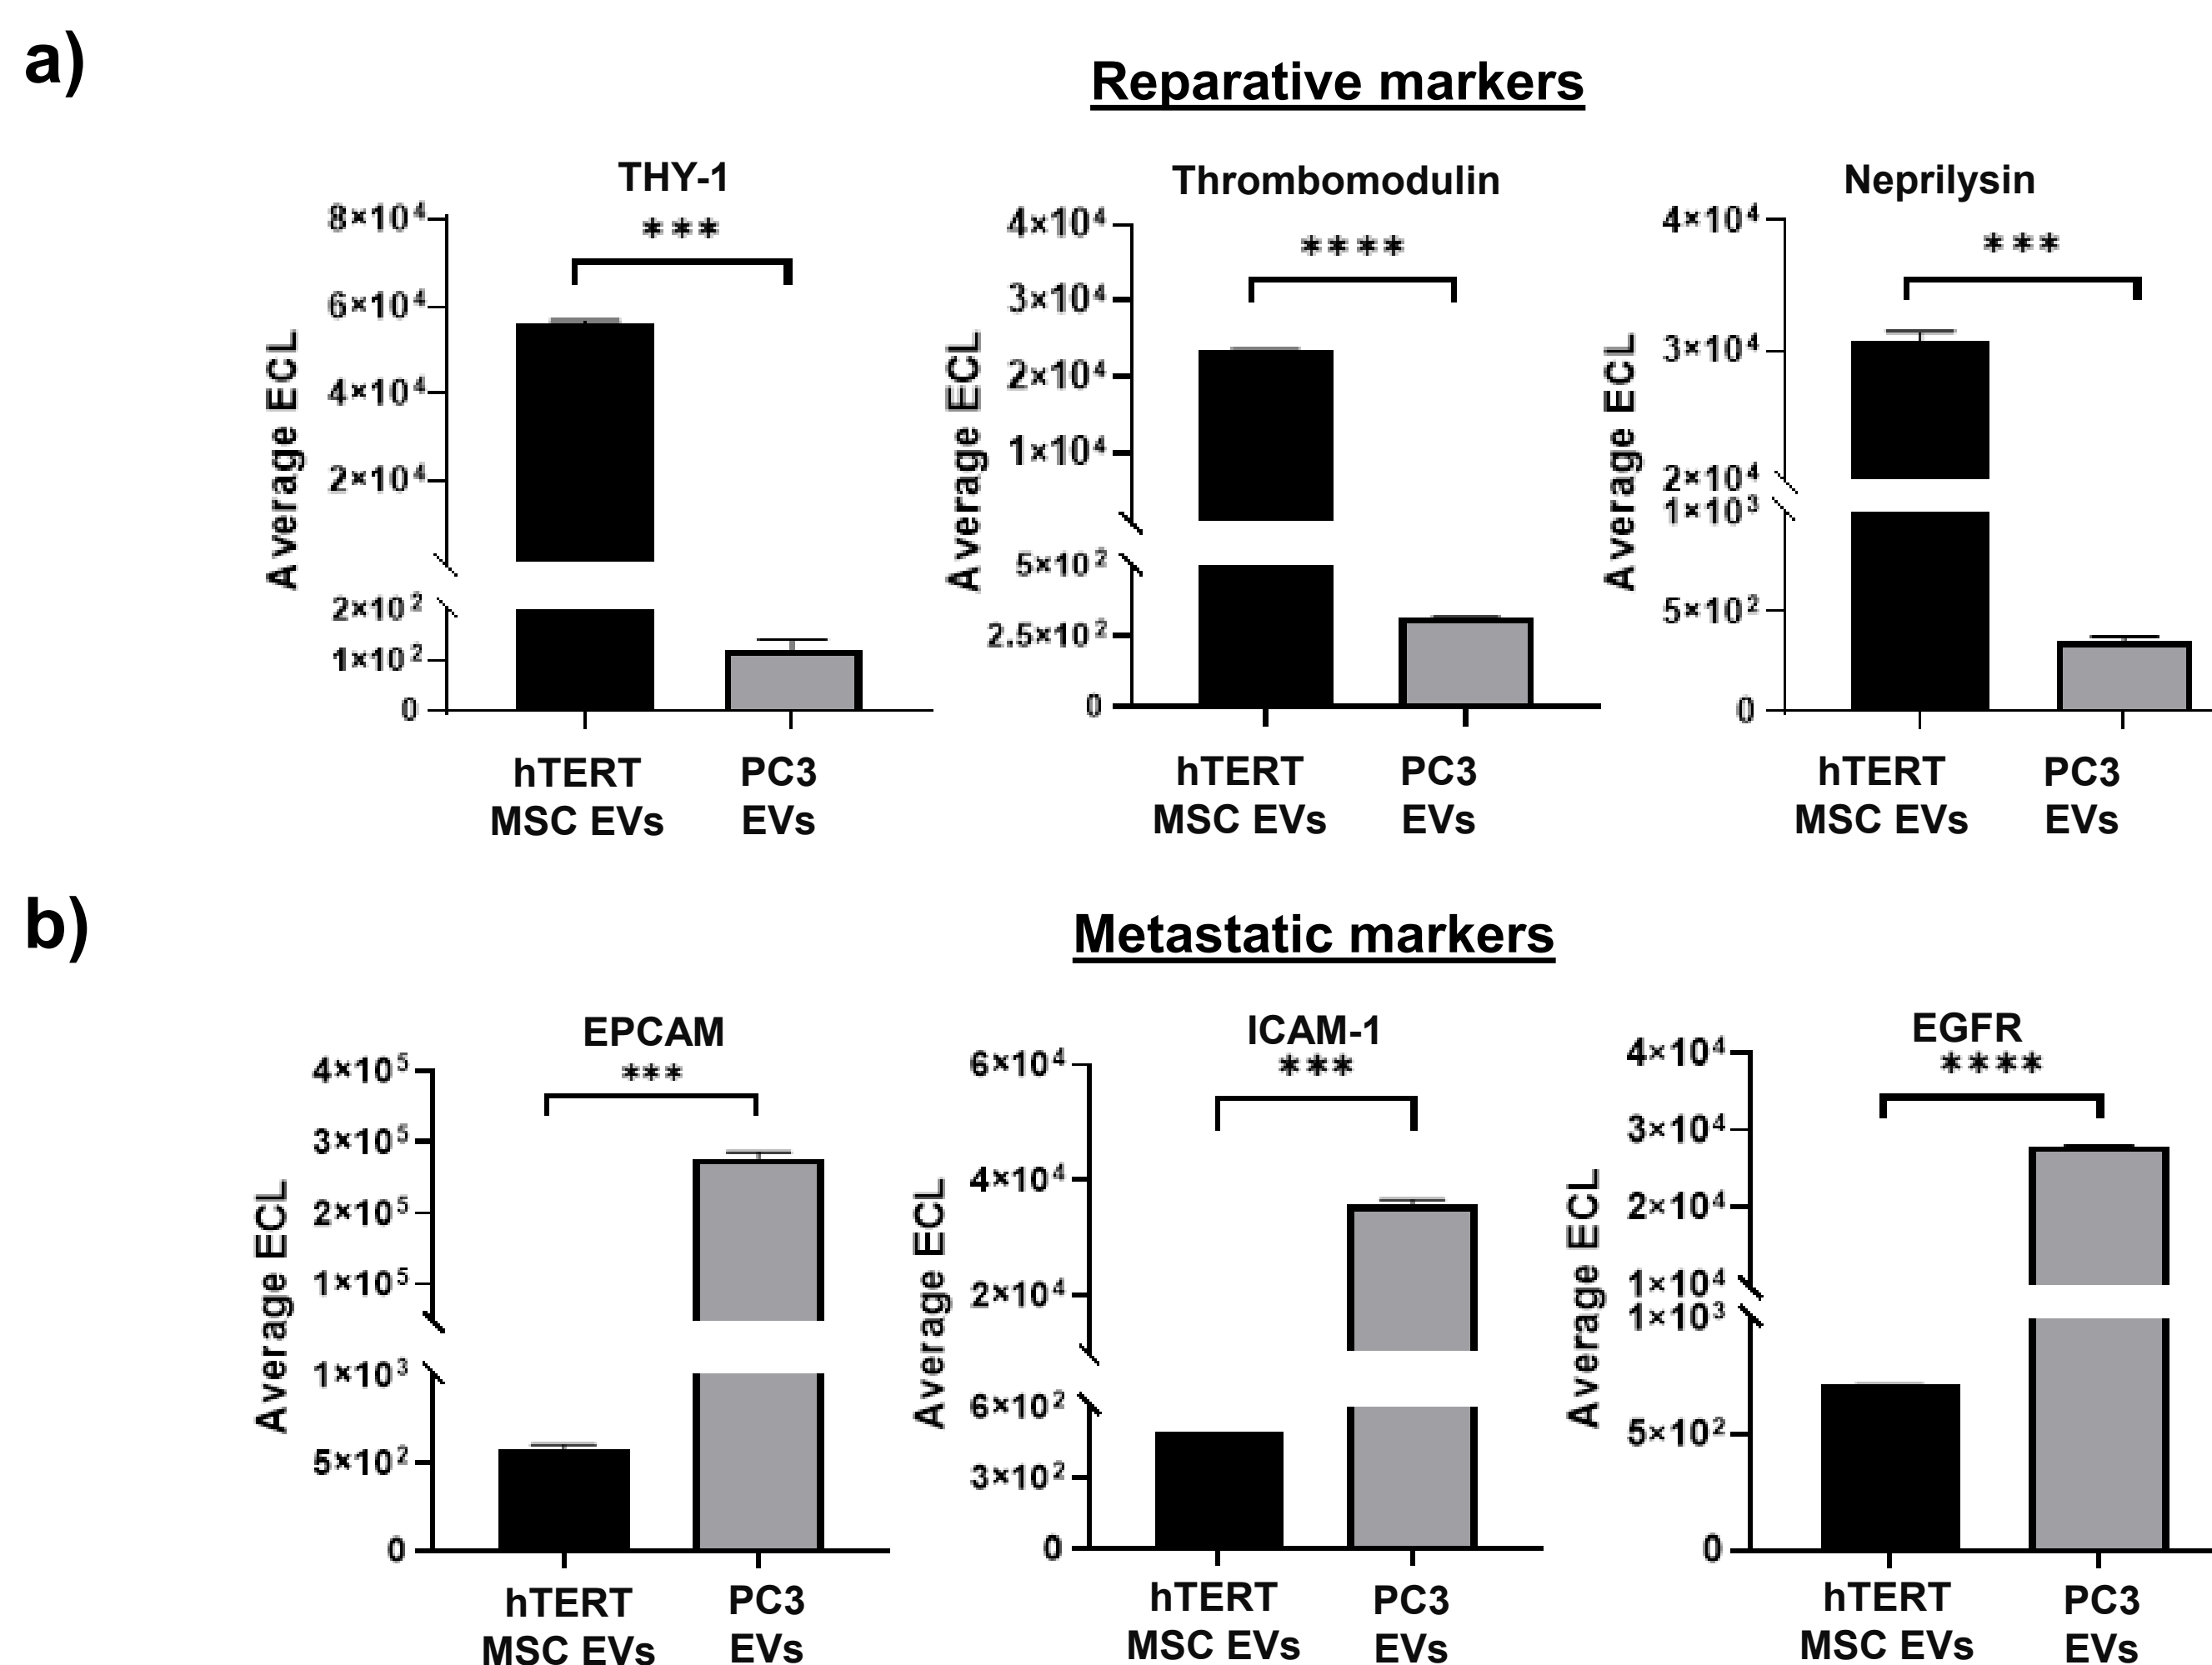 a)
Reparative markers
THY-1
***
8×10⁴
6×10⁴
4×10⁴
2×10⁴
2×10²
1×10²
0
Average ECL
hTERT
MSC EVs
PC3
EVs
Thrombomodulin
****
4×10⁴
3×10⁴
2×10⁴
1×10⁴
5×10²
2.5×10²
0
Average ECL
hTERT
MSC EVs
PC3
EVs
Neprilysin
***
4×10⁴
3×10⁴
2×10⁴
1×10³
5×10²
0
Average ECL
hTERT
MSC EVs
PC3
EVs
b)
Metastatic markers
EPCAM
***
4×10⁵
3×10⁵
2×10⁵
1×10⁵
1×10³
5×10²
0
Average ECL
hTERT
MSC EVs
PC3
EVs
ICAM-1
***
6×10⁴
4×10⁴
2×10⁴
6×10²
3×10²
0
Average ECL
hTERT
MSC EVs
PC3
EVs
EGFR
****
4×10⁴
3×10⁴
2×10⁴
1×10⁴
1×10³
5×10²
0
Average ECL
hTERT
MSC EVs
PC3
EVs